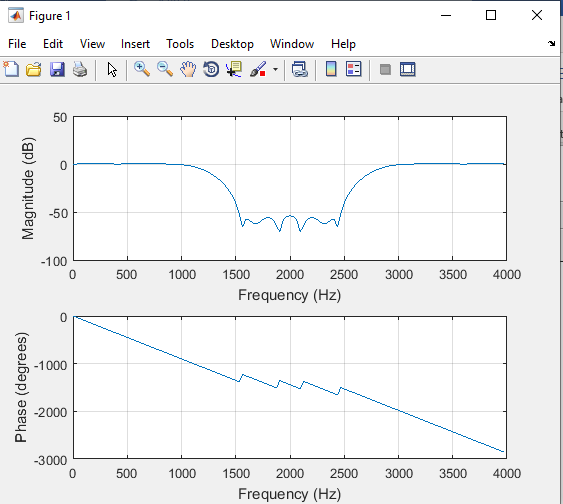 Figure 1
File Edit View Insert Tools Desktop Window Help
50
0
-50
-100
Magnitude (dB)
0 500 1000 1500 2000 2500 3000 3500 4000
Frequency (Hz)
0
-1000
-2000
-3000
Phase (degrees)
0 500 1000 1500 2000 2500 3000 3500 4000
Frequency (Hz)